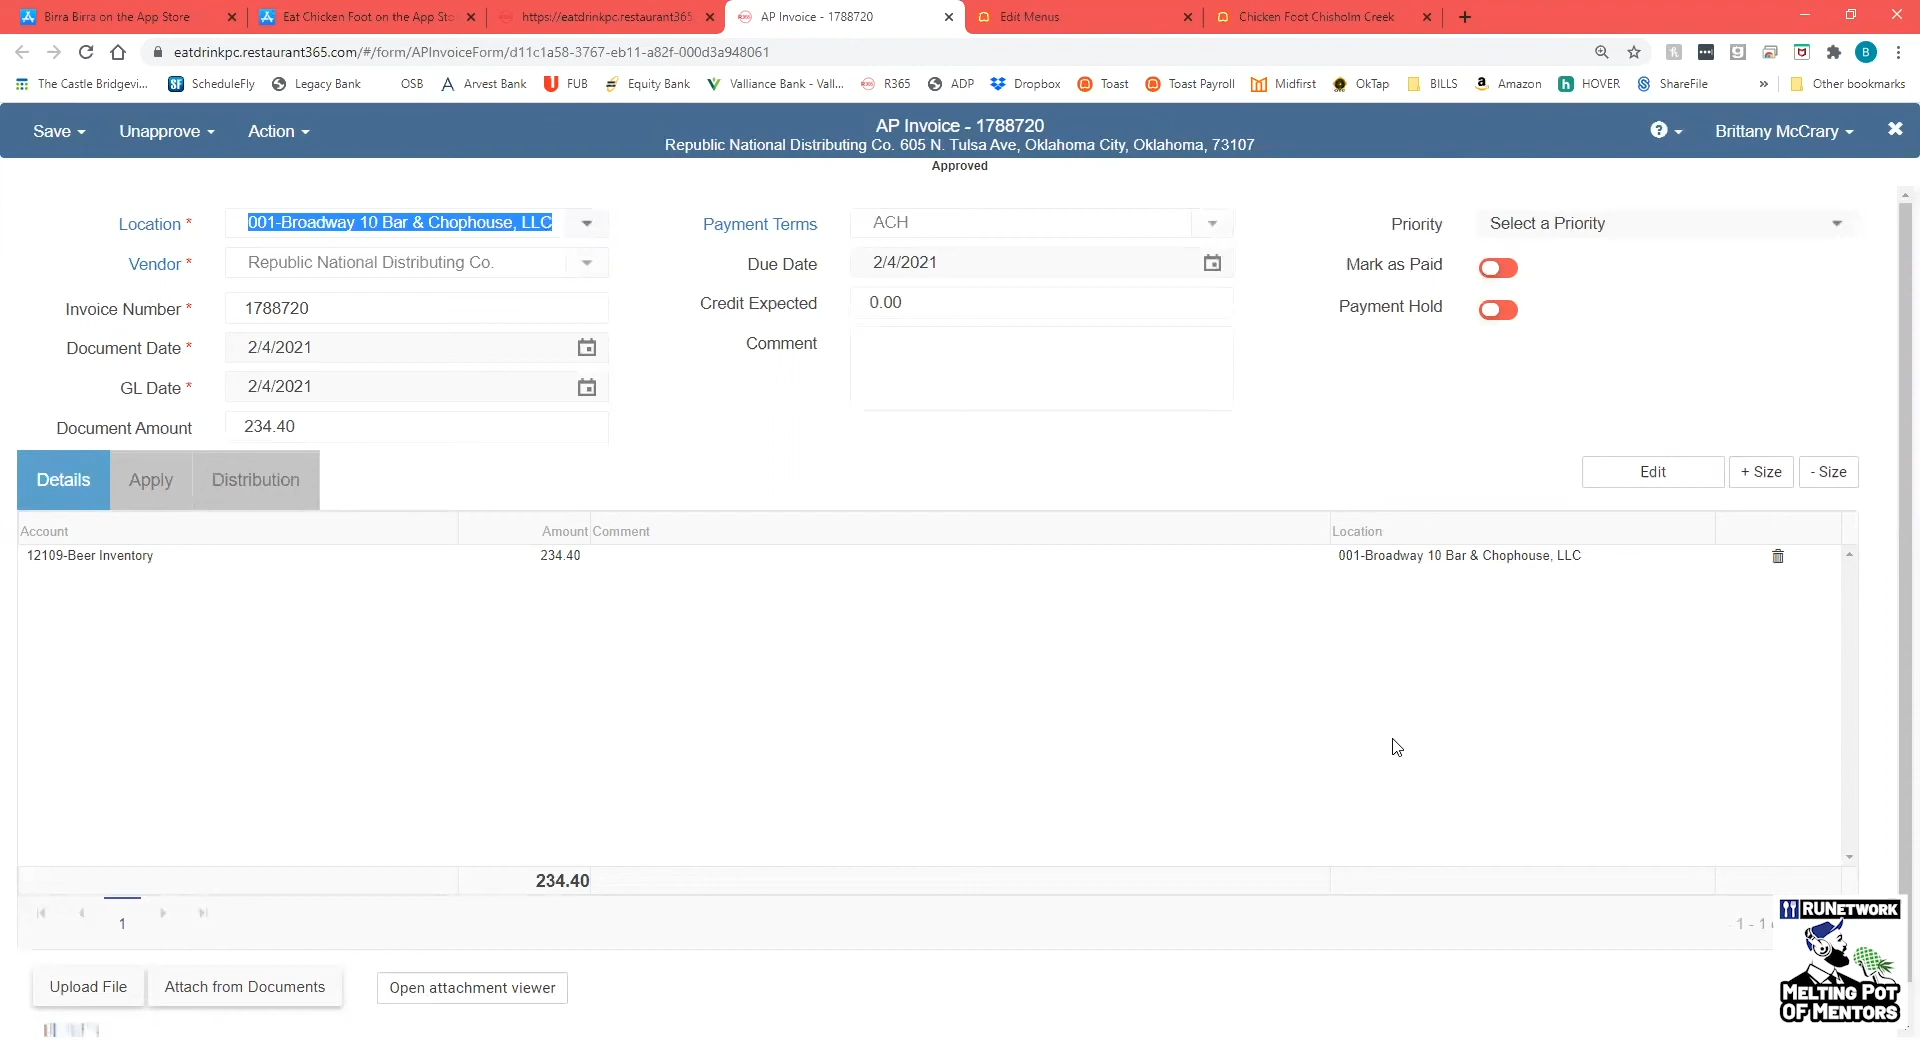 Birra Birra on the App Store
Eat Chicken Foot on the App Sto
https://eatdrinkpc.restaurant365
AP Invoice - 1788720
Edit Menus
Chicken Foot Chisholm Creek
eatdrinkpc.restaurant365.com/#/form/APInvoiceForm/d11c1a58-3767-eb11-a82f-000d3a948061
B
The Castle Bridgevi...
SF ScheduleFly
Legacy Bank
OSB
Arvest Bank
FUB
Equity Bank
Valliance Bank - Vall...
R365
ADP
Dropbox
Toast
Toast Payroll
Midfirst
OkTap
BILLS
Amazon
HOVER
ShareFile
»
Other bookmarks
Save
Unapprove
Action
AP Invoice - 1788720
Republic National Distributing Co. 605 N. Tulsa Ave, Oklahoma City, Oklahoma, 73107
Approved
Brittany McCrary
Location * 001-Broadway 10 Bar & Chophouse, LLC
Vendor * Republic National Distributing Co.
Invoice Number * 1788720
Document Date * 2/4/2021
GL Date * 2/4/2021
Document Amount 234.40
Payment Terms ACH
Due Date 2/4/2021
Credit Expected 0.00
Comment
Priority Select a Priority
Mark as Paid
Payment Hold
Details Apply Distribution
Edit + Size - Size
Account Amount Comment Location
12109-Beer Inventory 234.40 001-Broadway 10 Bar & Chophouse, LLC
234.40
1
1 - 1
Upload File Attach from Documents Open attachment viewer
RUNETWORK
MELTING POT
OF MENTORS